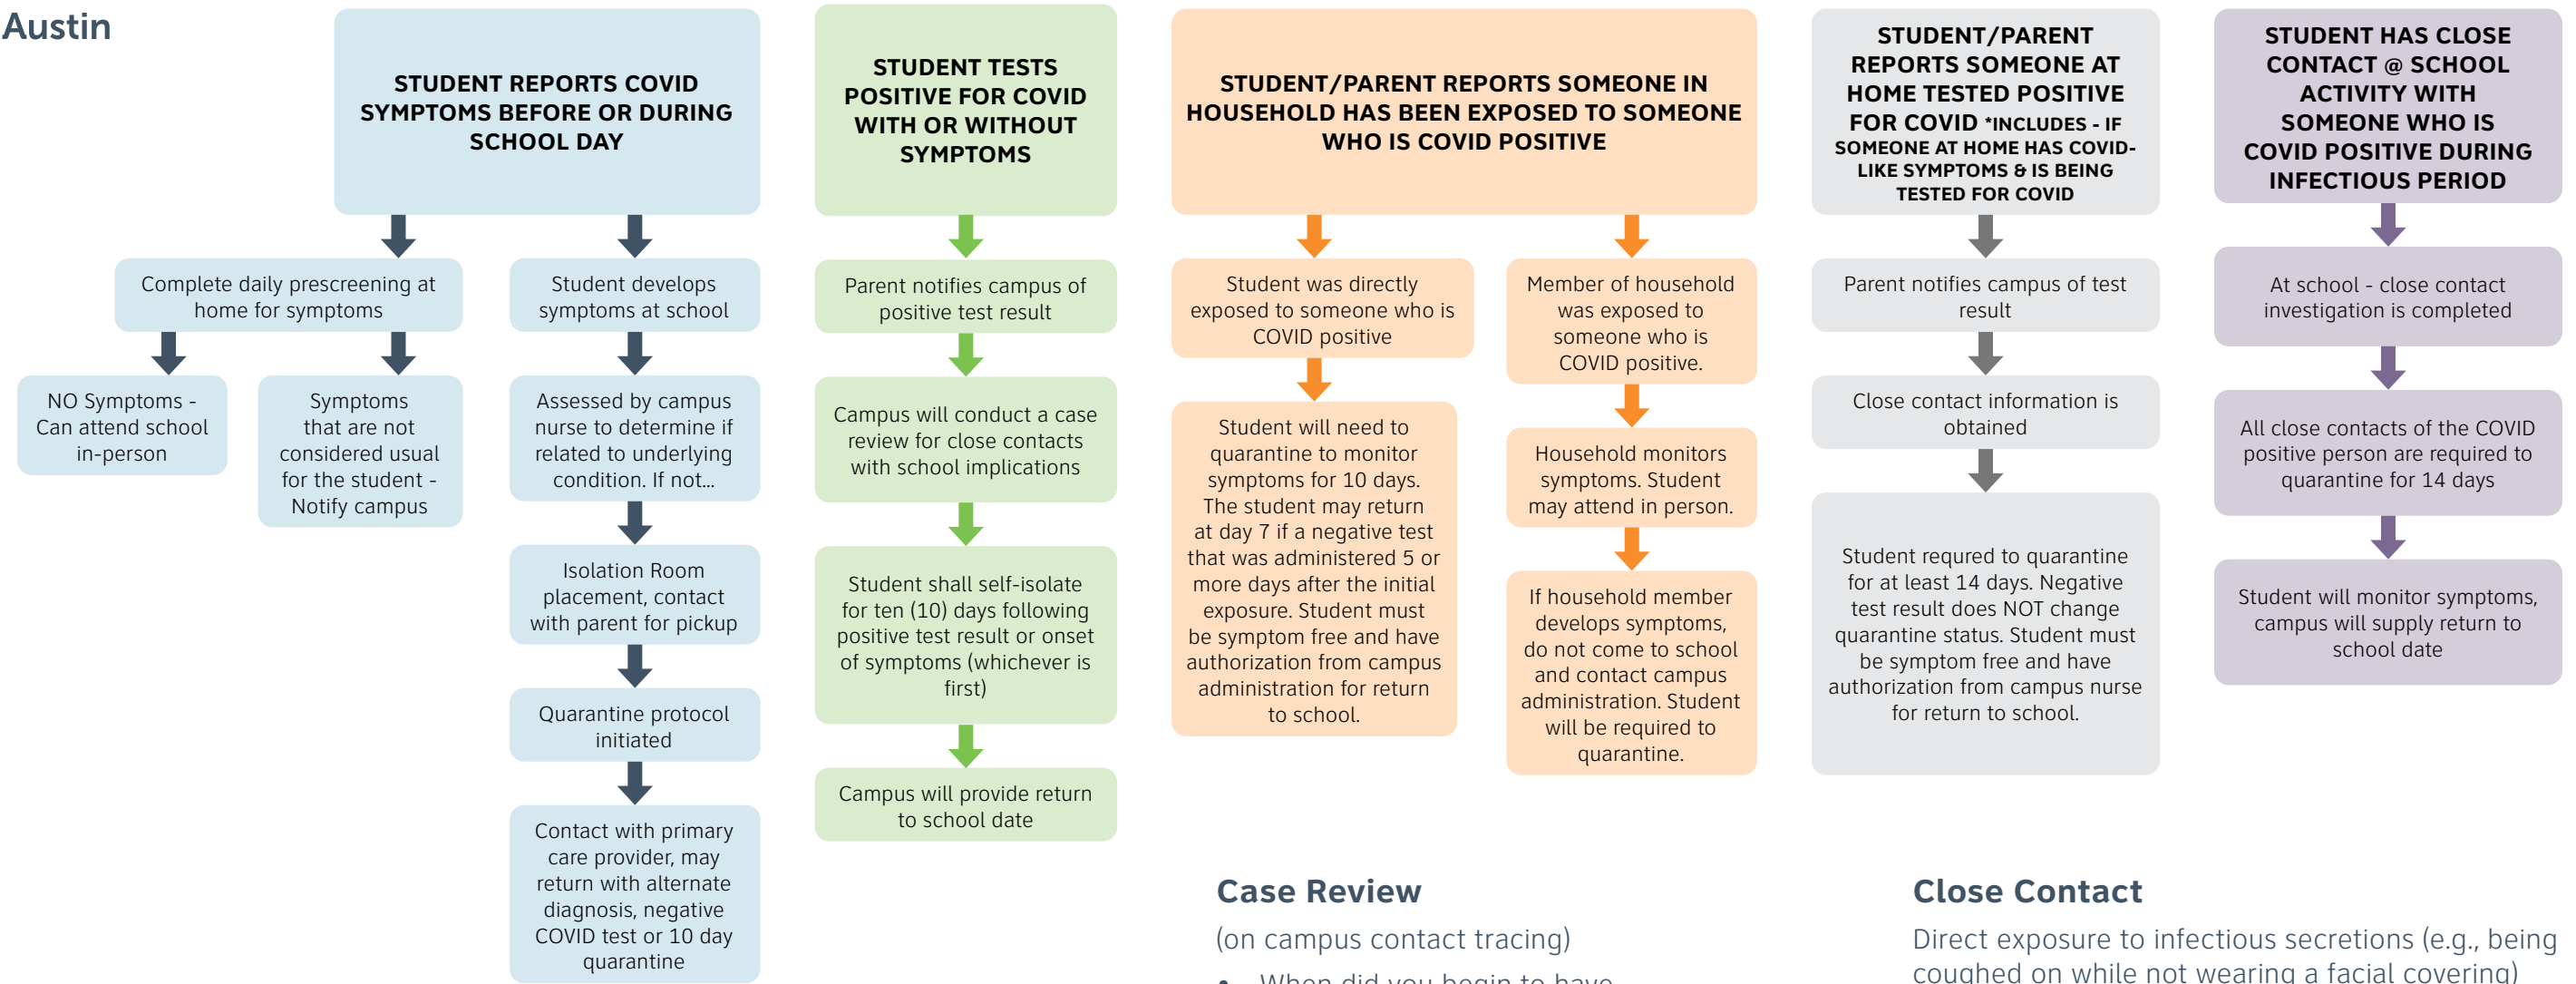 Austin
STUDENT REPORTS COVID
SYMPTOMS BEFORE OR DURING
SCHOOL DAY
Complete daily prescreening at
home for symptoms
NO Symptoms -
Can attend school
in-person
Symptoms
that are not
considered usual
for the student -
Notify campus
Student develops
symptoms at school
Assessed by campus
nurse to determine if
related to underlying
condition. If not...
Isolation Room
placement, contact
with parent for pickup
Quarantine protocol
initiated
Contact with primary
care provider, may
return with alternate
diagnosis, negative
COVID test or 10 day
quarantine
STUDENT TESTS
POSITIVE FOR COVID
WITH OR WITHOUT
SYMPTOMS
Parent notifies campus of
positive test result
Campus will conduct a case
review for close contacts
with school implications
Student shall self-isolate
for ten (10) days following
positive test result or onset
of symptoms (whichever is
first)
Campus will provide return
to school date
STUDENT/PARENT REPORTS SOMEONE IN
HOUSEHOLD HAS BEEN EXPOSED TO SOMEONE
WHO IS COVID POSITIVE
Student was directly
exposed to someone who is
COVID positive
Student will need to
quarantine to monitor
symptoms for 10 days.
The student may return
at day 7 if a negative test
that was administered 5 or
more days after the initial
exposure. Student must
be symptom free and have
authorization from campus
administration for return
to school.
Member of household
was exposed to
someone who is
COVID positive.
Household monitors
symptoms. Student
may attend in person.
If household member
develops symptoms,
do not come to school
and contact campus
administration. Student
will be required to
quarantine.
STUDENT/PARENT
REPORTS SOMEONE AT
HOME TESTED POSITIVE
FOR COVID *INCLUDES - IF
SOMEONE AT HOME HAS COVID-
LIKE SYMPTOMS & IS BEING
TESTED FOR COVID
Parent notifies campus of test
result
Close contact information is
obtained
Student requred to quarantine
for at least 14 days. Negative
test result does NOT change
quarantine status. Student must
be symptom free and have
authorization from campus nurse
for return to school.
STUDENT HAS CLOSE
CONTACT @ SCHOOL
ACTIVITY WITH
SOMEONE WHO IS
COVID POSITIVE DURING
INFECTIOUS PERIOD
At school - close contact
investigation is completed
All close contacts of the COVID
positive person are required to
quarantine for 14 days
Student will monitor symptoms,
campus will supply return to
school date
Case Review
(on campus contact tracing)
• When did you begin to have
Close Contact
Direct exposure to infectious secretions (e.g., being
coughed on while not wearing a facial covering)